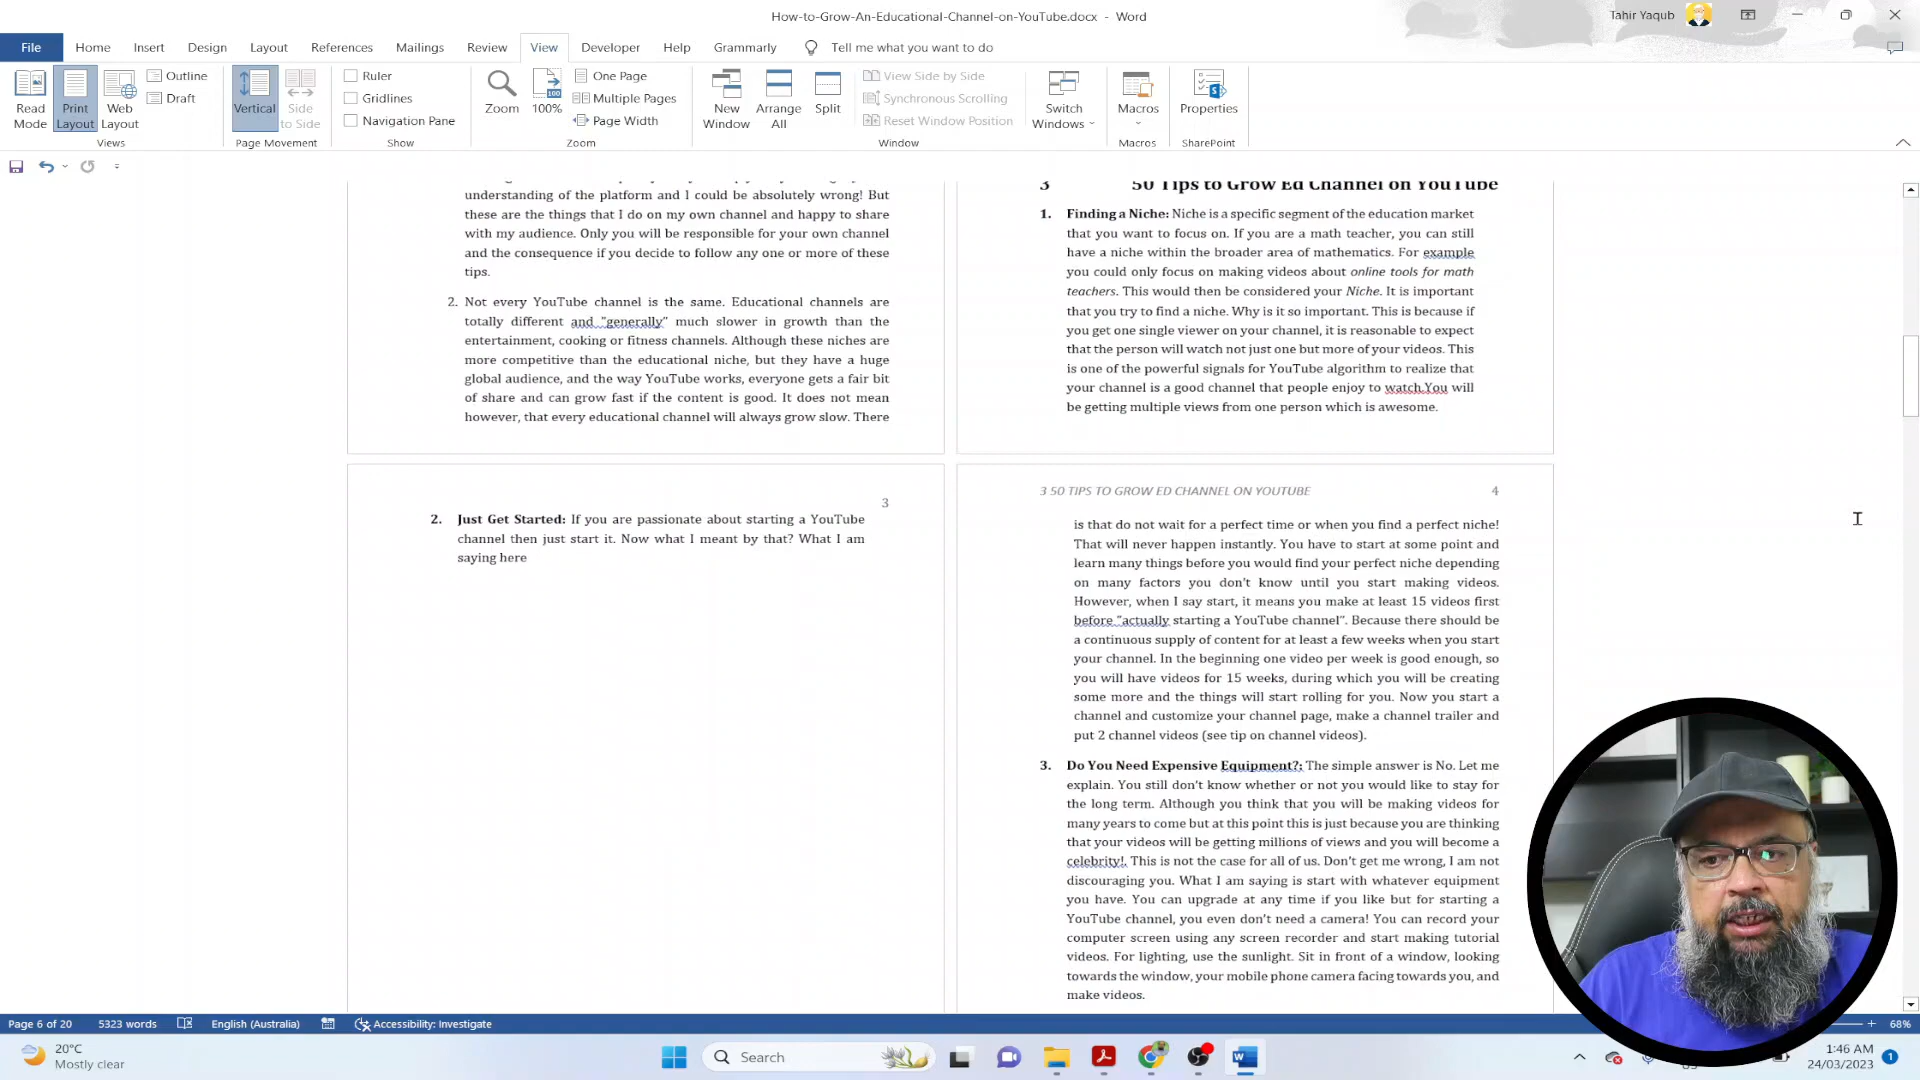 How-to-Grow-An-Educational-Channel-on-YouTube.docx - Word
Tahir Yaqub
File Home Insert Design Layout References Mailings Review View Developer Help Grammarly Tell me what you want to do
Read Mode
Print Layout
Web Layout
Outline
Draft
Views
Vertical
Side to Side
Page Movement
Ruler
Gridlines
Navigation Pane
Show
Zoom
100%
One Page
Multiple Pages
Page Width
Zoom
New Window
Arrange All
Split
View Side by Side
Synchronous Scrolling
Reset Window Position
Window
Switch Windows
Macros
Macros
Properties
SharePoint
understanding of the platform and I could be absolutely wrong! But
these are the things that I do on my own channel and happy to share
with my audience. Only you will be responsible for your own channel
and the consequence if you decide to follow any one or more of these
tips.
2. Not every YouTube channel is the same. Educational channels are
totally different and "generally" much slower in growth than the
entertainment, cooking or fitness channels. Although these niches are
more competitive than the educational niche, but they have a huge
global audience, and the way YouTube works, everyone gets a fair bit
of share and can grow fast if the content is good. It does not mean
however, that every educational channel will always grow slow. There
3 50 Tips to Grow Ed Channel on YouTube
1. Finding a Niche: Niche is a specific segment of the education market
that you want to focus on. If you are a math teacher, you can still
have a niche within the broader area of mathematics. For example
you could only focus on making videos about online tools for math
teachers. This would then be considered your Niche. It is important
that you try to find a niche. Why is it so important. This is because if
you get one single viewer on your channel, it is reasonable to expect
that the person will watch not just one but more of your videos. This
is one of the powerful signals for YouTube algorithm to realize that
your channel is a good channel that people enjoy to watch.You will
be getting multiple views from one person which is awesome.
3
2. Just Get Started: If you are passionate about starting a YouTube
channel then just start it. Now what I meant by that? What I am
saying here
3 50 TIPS TO GROW ED CHANNEL ON YOUTUBE 4
is that do not wait for a perfect time or when you find a perfect niche!
That will never happen instantly. You have to start at some point and
learn many things before you would find your perfect niche depending
on many factors you don't know until you start making videos.
However, when I say start, it means you make at least 15 videos first
before "actually starting a YouTube channel". Because there should be
a continuous supply of content for at least a few weeks when you start
your channel. In the beginning one video per week is good enough, so
you will have videos for 15 weeks, during which you will be creating
some more and the things will start rolling for you. Now you start a
channel and customize your channel page, make a channel trailer and
put 2 channel videos (see tip on channel videos).
3. Do You Need Expensive Equipment?: The simple answer is No. Let me
explain. You still don't know whether or not you would like to stay for
the long term. Although you think that you will be making videos for
many years to come but at this point this is just because you are thinking
that your videos will be getting millions of views and you will become a
celebrity!. This is not the case for all of us. Don't get me wrong, I am not
discouraging you. What I am saying is start with whatever equipment
you have. You can upgrade at any time if you like but for starting a
YouTube channel, you even don't need a camera! You can record your
computer screen using any screen recorder and start making tutorial
videos. For lighting, use the sunlight. Sit in front of a window, looking
towards the window, your mobile phone camera facing towards you, and
make videos.
Page 6 of 20 5323 words English (Australia) Accessibility: Investigate 68%
20°C
Mostly clear
Search
1:46 AM
24/03/2023
1